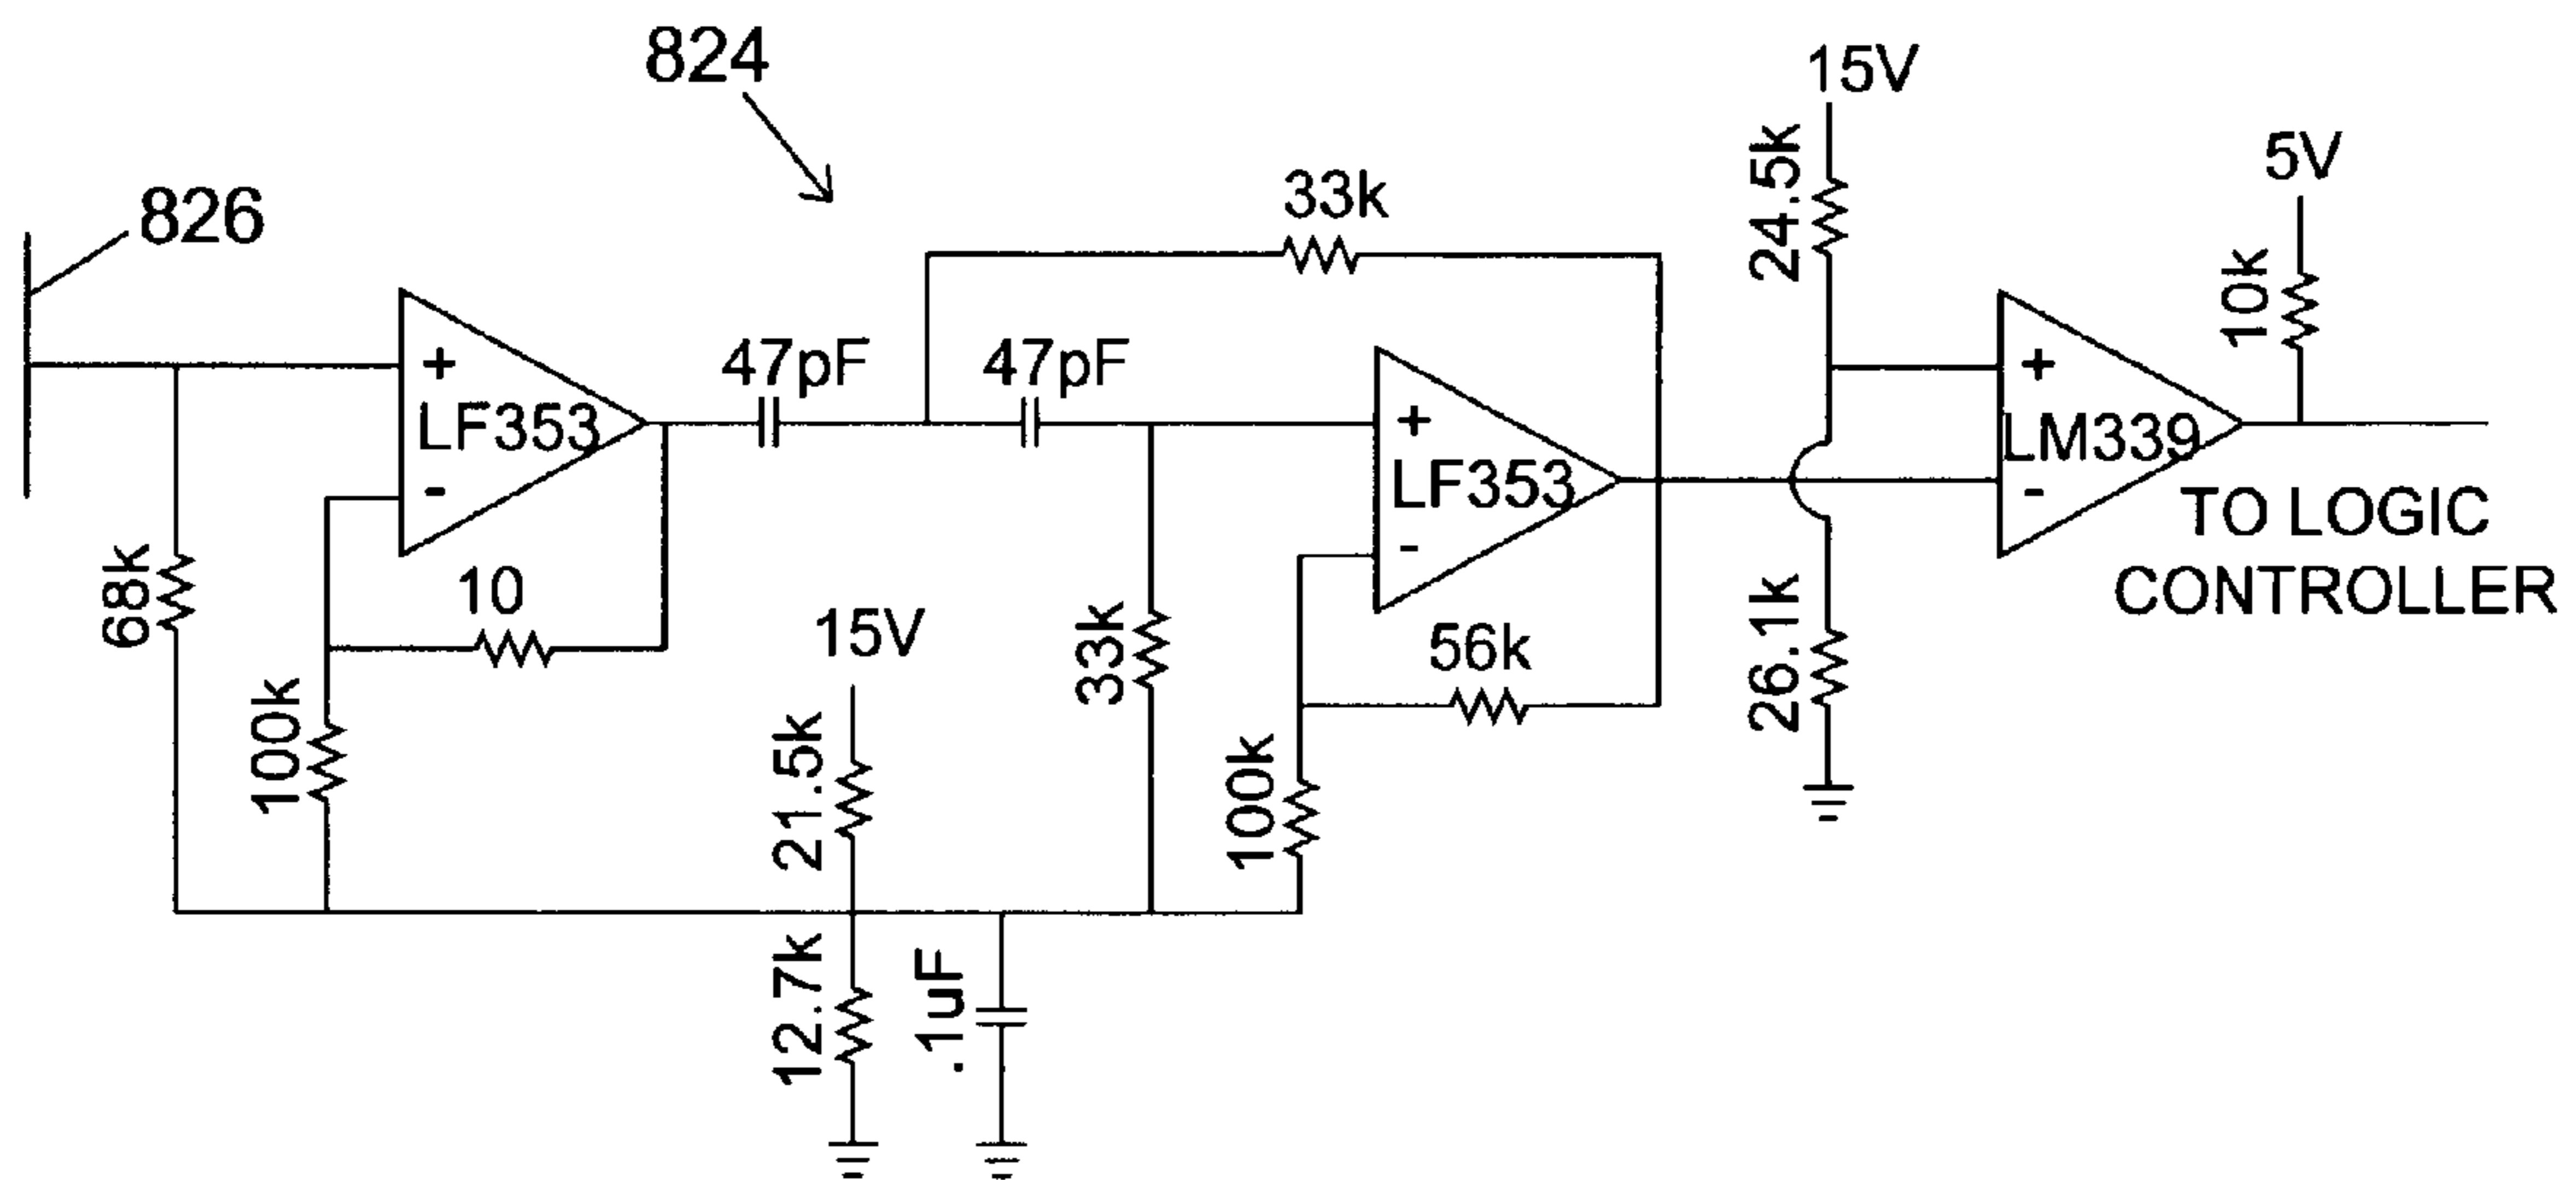 824
15V
5V
826
33k
24.5k
10k
47pF
47pF
+
LF353
-
+
LF353
-
+
LM339
-
TO LOGIC
CONTROLLER
68k
10
100k
15V
21.5k
33k
56k
100k
26.1k
12.7k
.1uF